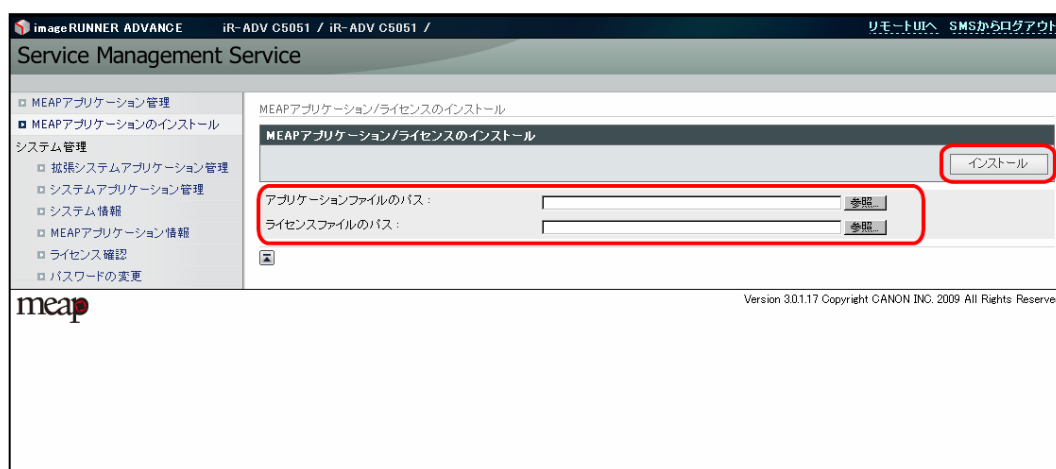 imageRUNNER ADVANCE iR-ADV C5051 / iR-ADV C5051 / リモートUIへ SMSからログアウト
Service Management Service
MEAPアプリケーション管理
MEAPアプリケーションのインストール
システム管理
拡張システムアプリケーション管理
システムアプリケーション管理
システム情報
MEAPアプリケーション情報
ライセンス確認
パスワードの変更
MEAPアプリケーション/ライセンスのインストール
MEAPアプリケーション/ライセンスのインストール
インストール
アプリケーションファイルのパス: 参照...
ライセンスファイルのパス: 参照...
meap
Version 3.0.1.17 Copyright CANON INC. 2009 All Rights Reserve